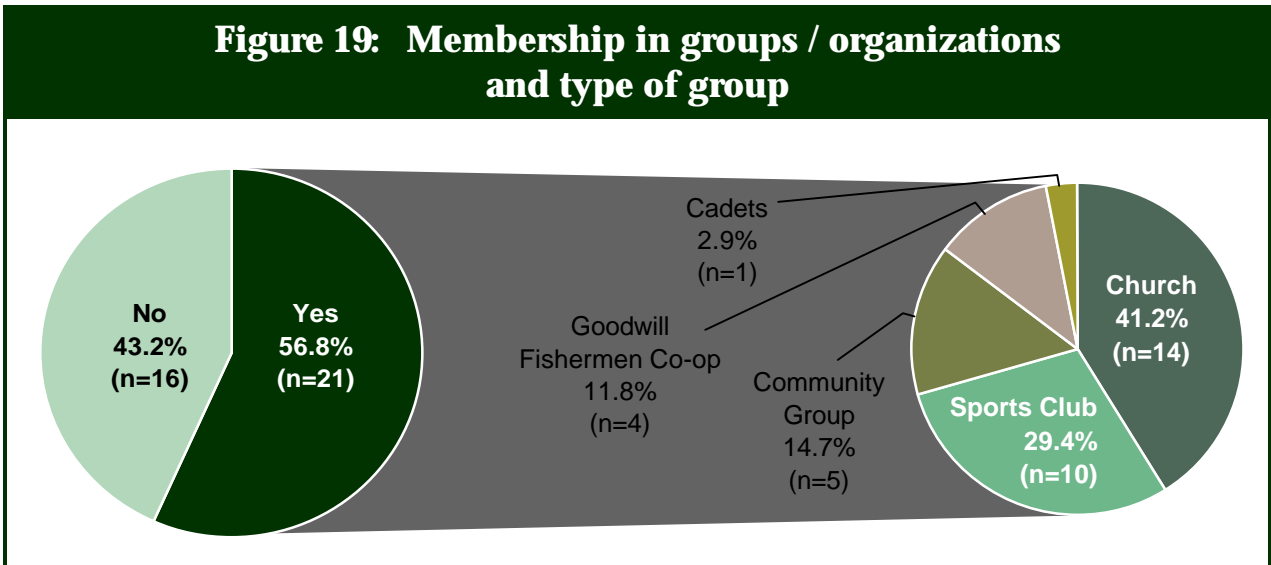 Figure 19: Membership in groups / organizations
and type of group
No
43.2%
(n=16)
Yes
56.8%
(n=21)
Cadets
2.9%
(n=1)
Goodwill
Fishermen Co-op
11.8%
(n=4)
Community
Group
14.7%
(n=5)
Church
41.2%
(n=14)
Sports Club
29.4%
(n=10)